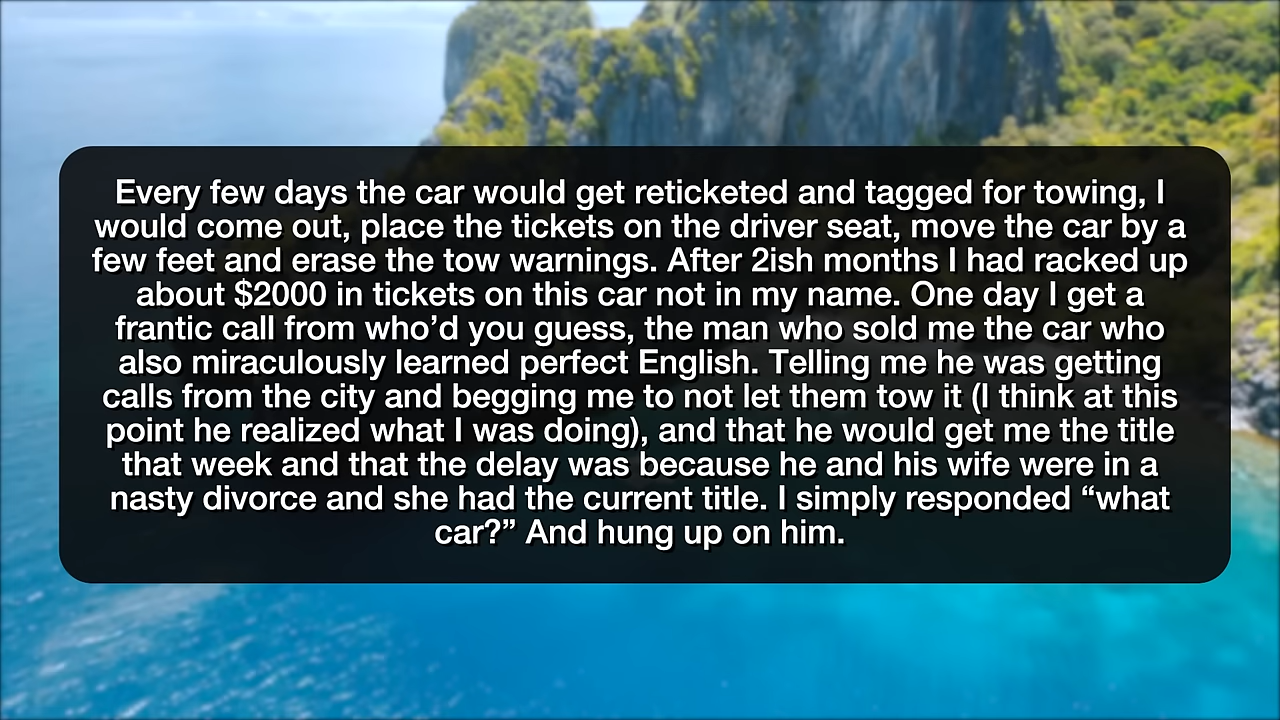 Every few days the car would get reticketed and tagged for towing, I
would come out, place the tickets on the driver seat, move the car by a
few feet and erase the tow warnings. After 2ish months I had racked up
about $2000 in tickets on this car not in my name. One day I get a
frantic call from who’d you guess, the man who sold me the car who
also miraculously learned perfect English. Telling me he was getting
calls from the city and begging me to not let them tow it (I think at this
point he realized what I was doing), and that he would get me the title
that week and that the delay was because he and his wife were in a
nasty divorce and she had the current title. I simply responded “what
car?” And hung up on him.